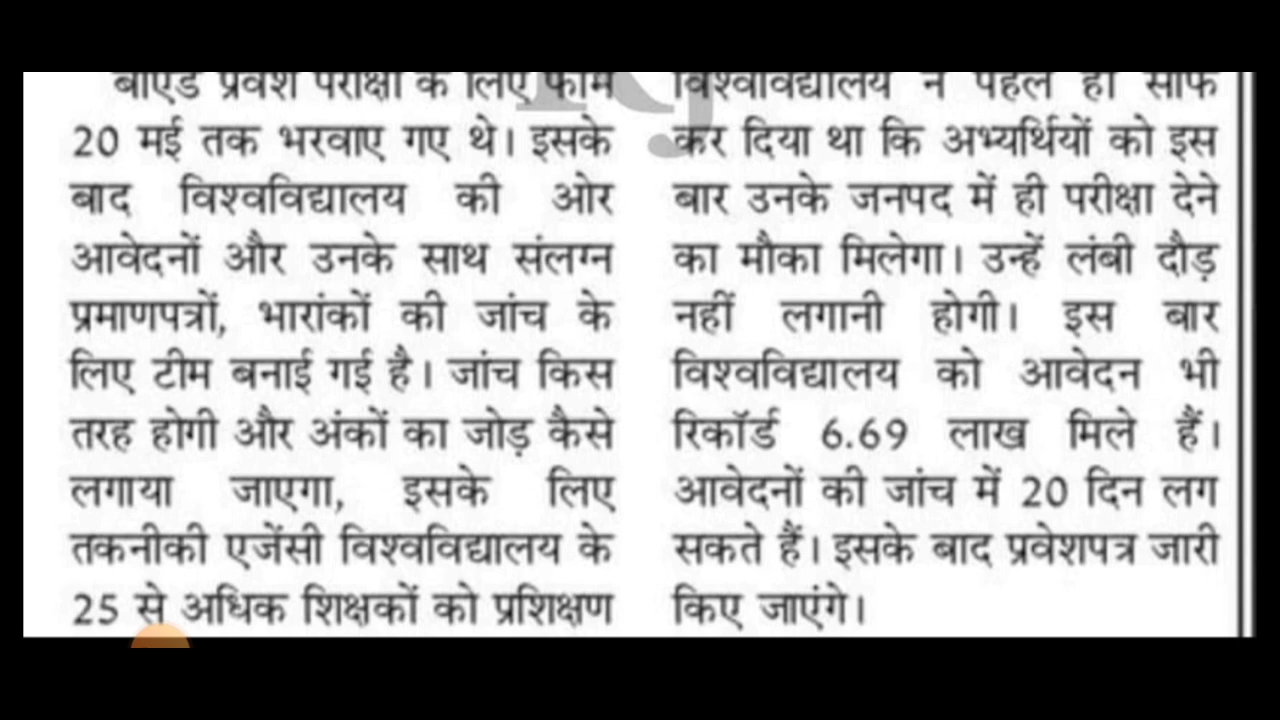 बीएड प्रवेश परीक्षा के लिए फॉर्म
20 मई तक भरवाए गए थे। इसके
बाद विश्वविद्यालय की ओर
आवेदनों और उनके साथ संलग्न
प्रमाणपत्रों, भारांकों की जांच के
लिए टीम बनाई गई है। जांच किस
तरह होगी और अंकों का जोड़ कैसे
लगाया जाएगा, इसके लिए
तकनीकी एजेंसी विश्वविद्यालय के
25 से अधिक शिक्षकों को प्रशिक्षण
विश्वविद्यालय ने पहले ही साफ
कर दिया था कि अभ्यर्थियों को इस
बार उनके जनपद में ही परीक्षा देने
का मौका मिलेगा। उन्हें लंबी दौड़
नहीं लगानी होगी। इस बार
विश्वविद्यालय को आवेदन भी
रिकॉर्ड 6.69 लाख मिले हैं।
आवेदनों की जांच में 20 दिन लग
सकते हैं। इसके बाद प्रवेशपत्र जारी
किए जाएंगे।